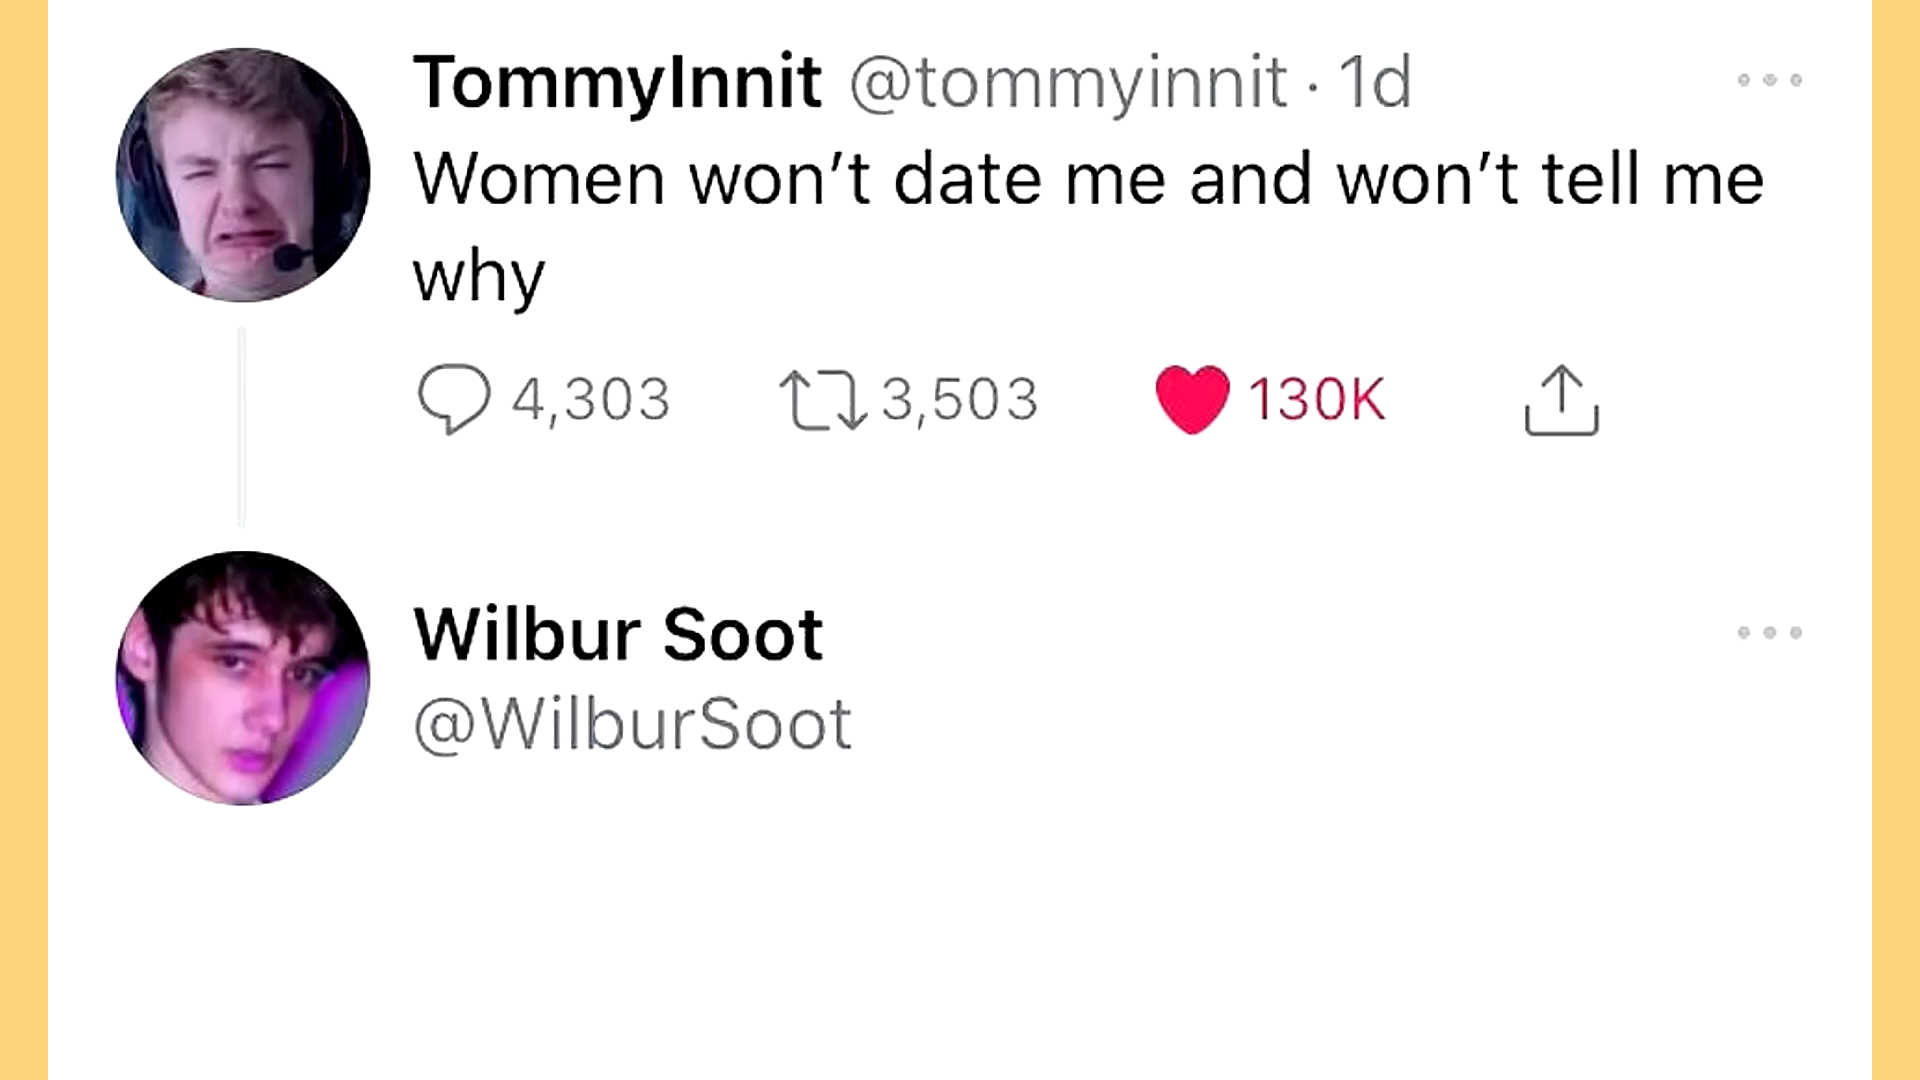 TommyInnit @tommyinnit · 1d
Women won’t date me and won’t tell me
why
4,303 3,503 130K
Wilbur Soot
@WilburSoot